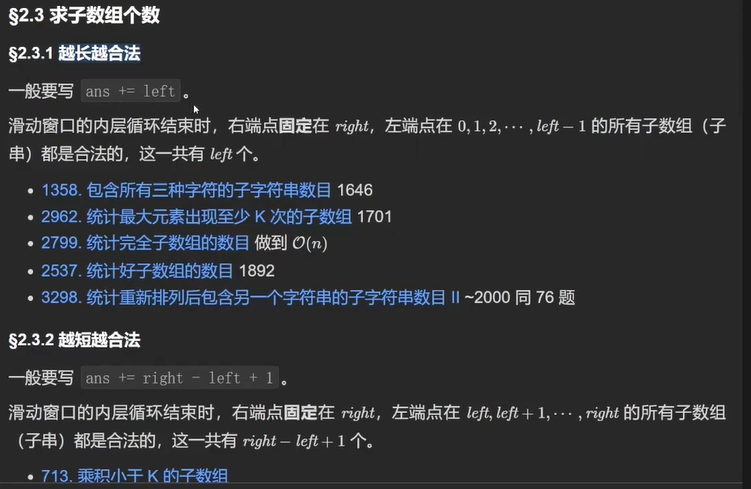 §2.3 求子数组个数
§2.3.1 越长越合法
一般要写 ans += left 。
滑动窗口的内层循环结束时，右端点固定在 right，左端点在 0,1,2,⋯,left−1 的所有子数组（子
串）都是合法的，这一共有 left 个。
• 1358. 包含所有三种字符的子字符串数目 1646
• 2962. 统计最大元素出现至少 K 次的子数组 1701
• 2799. 统计完全子数组的数目 做到 O(n)
• 2537. 统计好子数组的数目 1892
• 3298. 统计重新排列后包含另一个字符串的子字符串数目 II ~2000 同 76 题
§2.3.2 越短越合法
一般要写 ans += right - left + 1 。
滑动窗口的内层循环结束时，右端点固定在 right，左端点在 left,left+1,⋯,right 的所有子数组
（子串）都是合法的，这一共有 right−left+1 个。
• 713. 乘积小于 K 的子数组